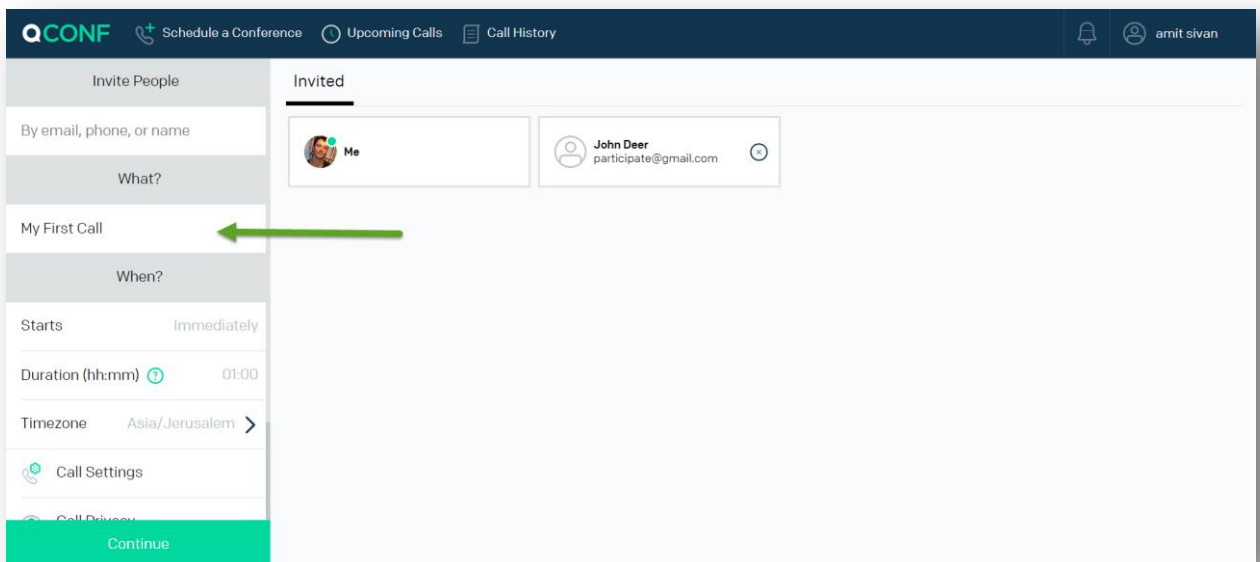 QCONF Schedule a Conference Upcoming Calls Call History amit sivan
Invite People
By email, phone, or name
What?
My First Call
When?
Starts Immediately
Duration (hh:mm) ? 01:00
Timezone Asia/Jerusalem
Call Settings
Call Privacy
Continue
Invited
Me
John Deer
participate@gmail.com